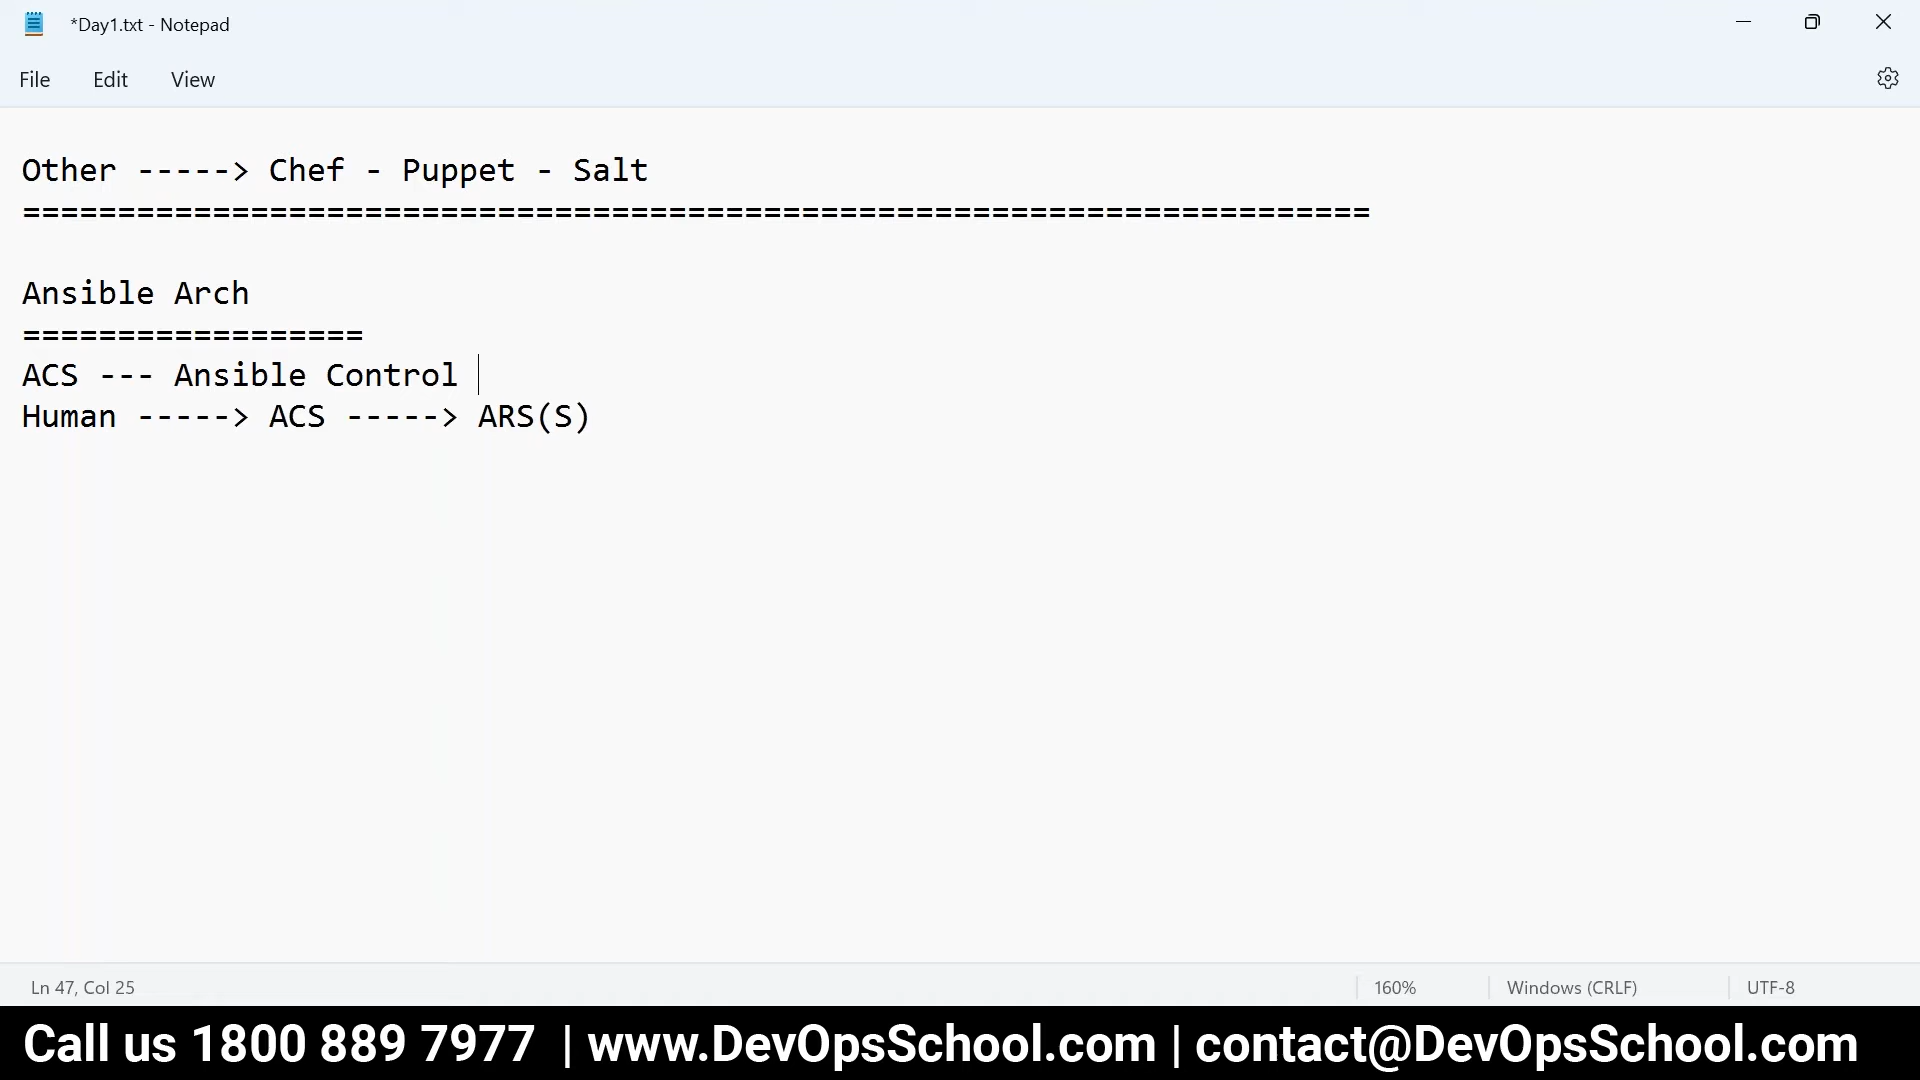 *Day1.txt - Notepad
File Edit View
Other -----> Chef - Puppet - Salt
=======================================================================
Ansible Arch
==================
ACS --- Ansible Control
Human -----> ACS -----> ARS(S)
Ln 47, Col 25 160% Windows (CRLF) UTF-8
Call us 1800 889 7977 | www.DevOpsSchool.com | contact@DevOpsSchool.com